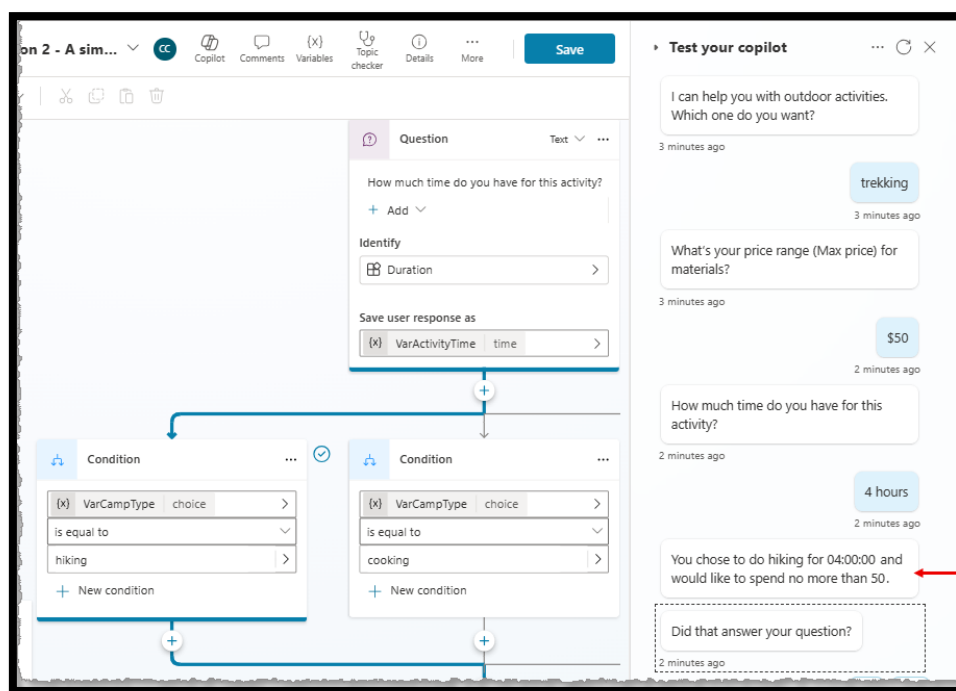 on 2 - A sim...
CC
Copilot
Comments
{x}
Variables
Topic
checker
Details
More
Save
Question
Text
How much time do you have for this activity?
+ Add
Identify
Duration
Save user response as
{x} VarActivityTime time
Condition
{x} VarCampType choice
is equal to
hiking
+ New condition
Condition
{x} VarCampType choice
is equal to
cooking
+ New condition
Test your copilot
I can help you with outdoor activities.
Which one do you want?
3 minutes ago
trekking
3 minutes ago
What's your price range (Max price) for
materials?
3 minutes ago
$50
2 minutes ago
How much time do you have for this
activity?
2 minutes ago
4 hours
2 minutes ago
You chose to do hiking for 04:00:00 and
would like to spend no more than 50.
Did that answer your question?
2 minutes ago